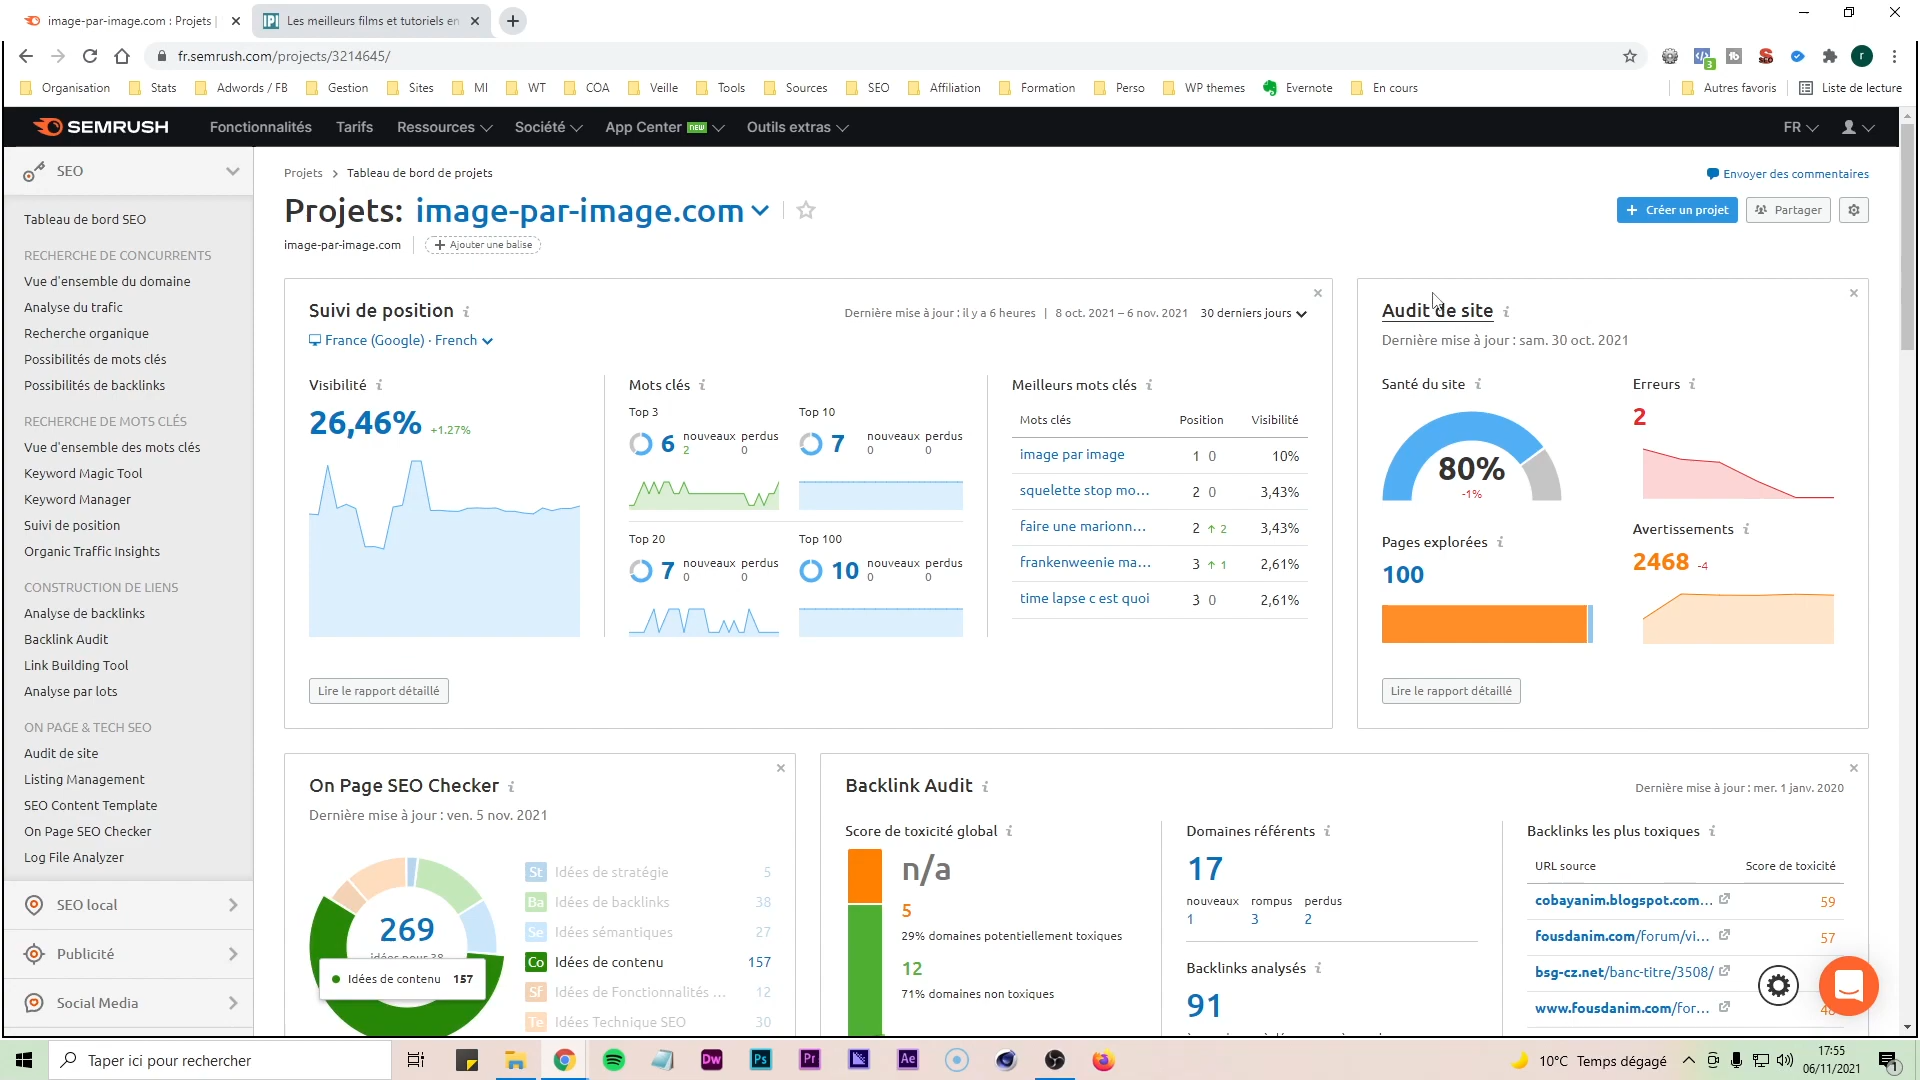 image-par-image.com : Projets |
Les meilleurs films et tutoriels en
fr.semrush.com/projects/3214645/
Organisation
Stats
Adwords / FB
Gestion
Sites
MI
WT
COA
Veille
Tools
Sources
SEO
Affiliation
Formation
Perso
WP themes
Evernote
En cours
Autres favoris
Liste de lecture
SEMRUSH
Fonctionnalités
Tarifs
Ressources
Société
App Center NEW
Outils extras
FR
SEO
Tableau de bord SEO
RECHERCHE DE CONCURRENTS
Vue d'ensemble du domaine
Analyse du trafic
Recherche organique
Possibilités de mots clés
Possibilités de backlinks
RECHERCHE DE MOTS CLÉS
Vue d'ensemble des mots clés
Keyword Magic Tool
Keyword Manager
Suivi de position
Organic Traffic Insights
CONSTRUCTION DE LIENS
Analyse de backlinks
Backlink Audit
Link Building Tool
Analyse par lots
ON PAGE & TECH SEO
Audit de site
Listing Management
SEO Content Template
On Page SEO Checker
Log File Analyzer
SEO local
Publicité
Social Media
Projets > Tableau de bord de projets
Envoyer des commentaires
Projets: image-par-image.com
+ Créer un projet
Partager
image-par-image.com
+ Ajouter une balise
Suivi de position
Dernière mise à jour : il y a 6 heures | 8 oct. 2021 – 6 nov. 2021
30 derniers jours
France (Google) · French
Visibilité
26,46% +1.27%
Mots clés
Top 3
6 nouveaux 2 perdus 0
Top 10
7 nouveaux 0 perdus 0
Top 20
7 nouveaux 0 perdus 0
Top 100
10 nouveaux 0 perdus 0
Meilleurs mots clés
Mots clés Position Visibilité
image par image 1 0 10%
squelette stop mo... 2 0 3,43%
faire une marionn... 2 ↑ 2 3,43%
frankenweenie ma... 3 ↑ 1 2,61%
time lapse c est quoi 3 0 2,61%
Lire le rapport détaillé
Audit de site
Dernière mise à jour : sam. 30 oct. 2021
Santé du site
80%
-1%
Erreurs
2
Pages explorées
100
Avertissements
2468 -4
Lire le rapport détaillé
On Page SEO Checker
Dernière mise à jour : ven. 5 nov. 2021
269
idées pour 38
Idées de contenu 157
St Idées de stratégie 5
Ba Idées de backlinks 38
Se Idées sémantiques 27
Co Idées de contenu 157
Sf Idées de Fonctionnalités ... 12
Te Idées Technique SEO 30
Backlink Audit
Dernière mise à jour : mer. 1 janv. 2020
Score de toxicité global
n/a
5
29% domaines potentiellement toxiques
12
71% domaines non toxiques
Domaines référents
17
nouveaux rompus perdus
1 3 2
Backlinks analysés
91
Backlinks les plus toxiques
URL source Score de toxicité
cobayanim.blogspot.com... 59
fousdanim.com/forum/vi... 57
bsg-cz.net/banc-titre/3508/
www.fousdanim.com/for...
Taper ici pour rechercher
Dw
Ps
Pr
Ae
10°C Temps dégagé
17:55
06/11/2021